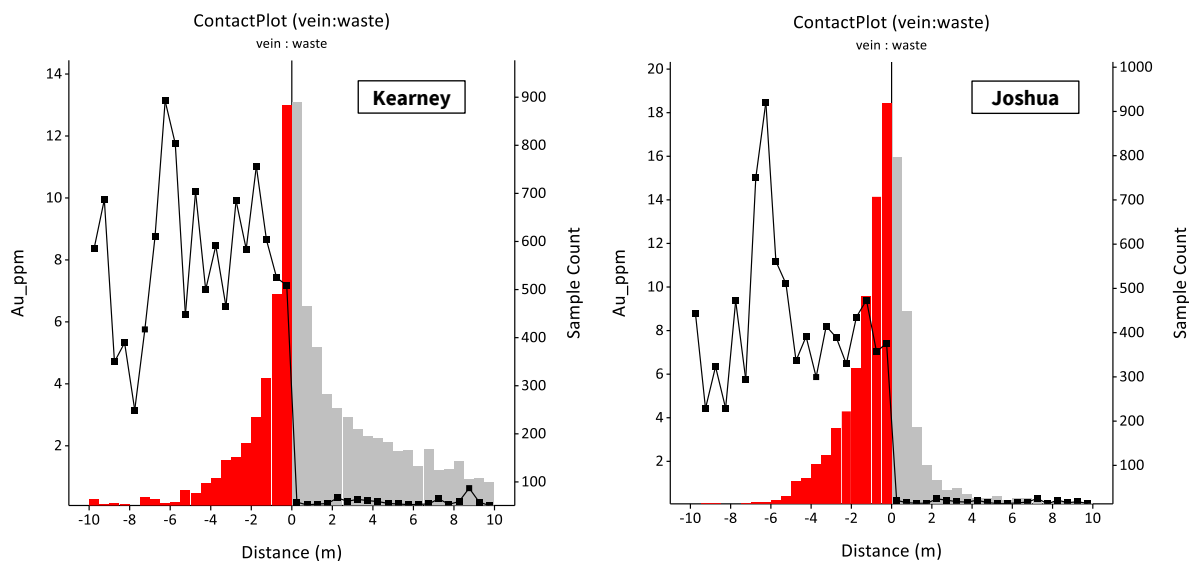 ContactPlot (vein:waste)
vein : waste
Kearney
14
12
10
8
6
4
2
Au_ppm
900
800
700
600
500
400
300
200
100
Sample Count
-10 -8 -6 -4 -2 0 2 4 6 8 10
Distance (m)
ContactPlot (vein:waste)
vein : waste
Joshua
20
18
16
14
12
10
8
6
4
2
Au_ppm
1000
900
800
700
600
500
400
300
200
100
Sample Count
-10 -8 -6 -4 -2 0 2 4 6 8 10
Distance (m)